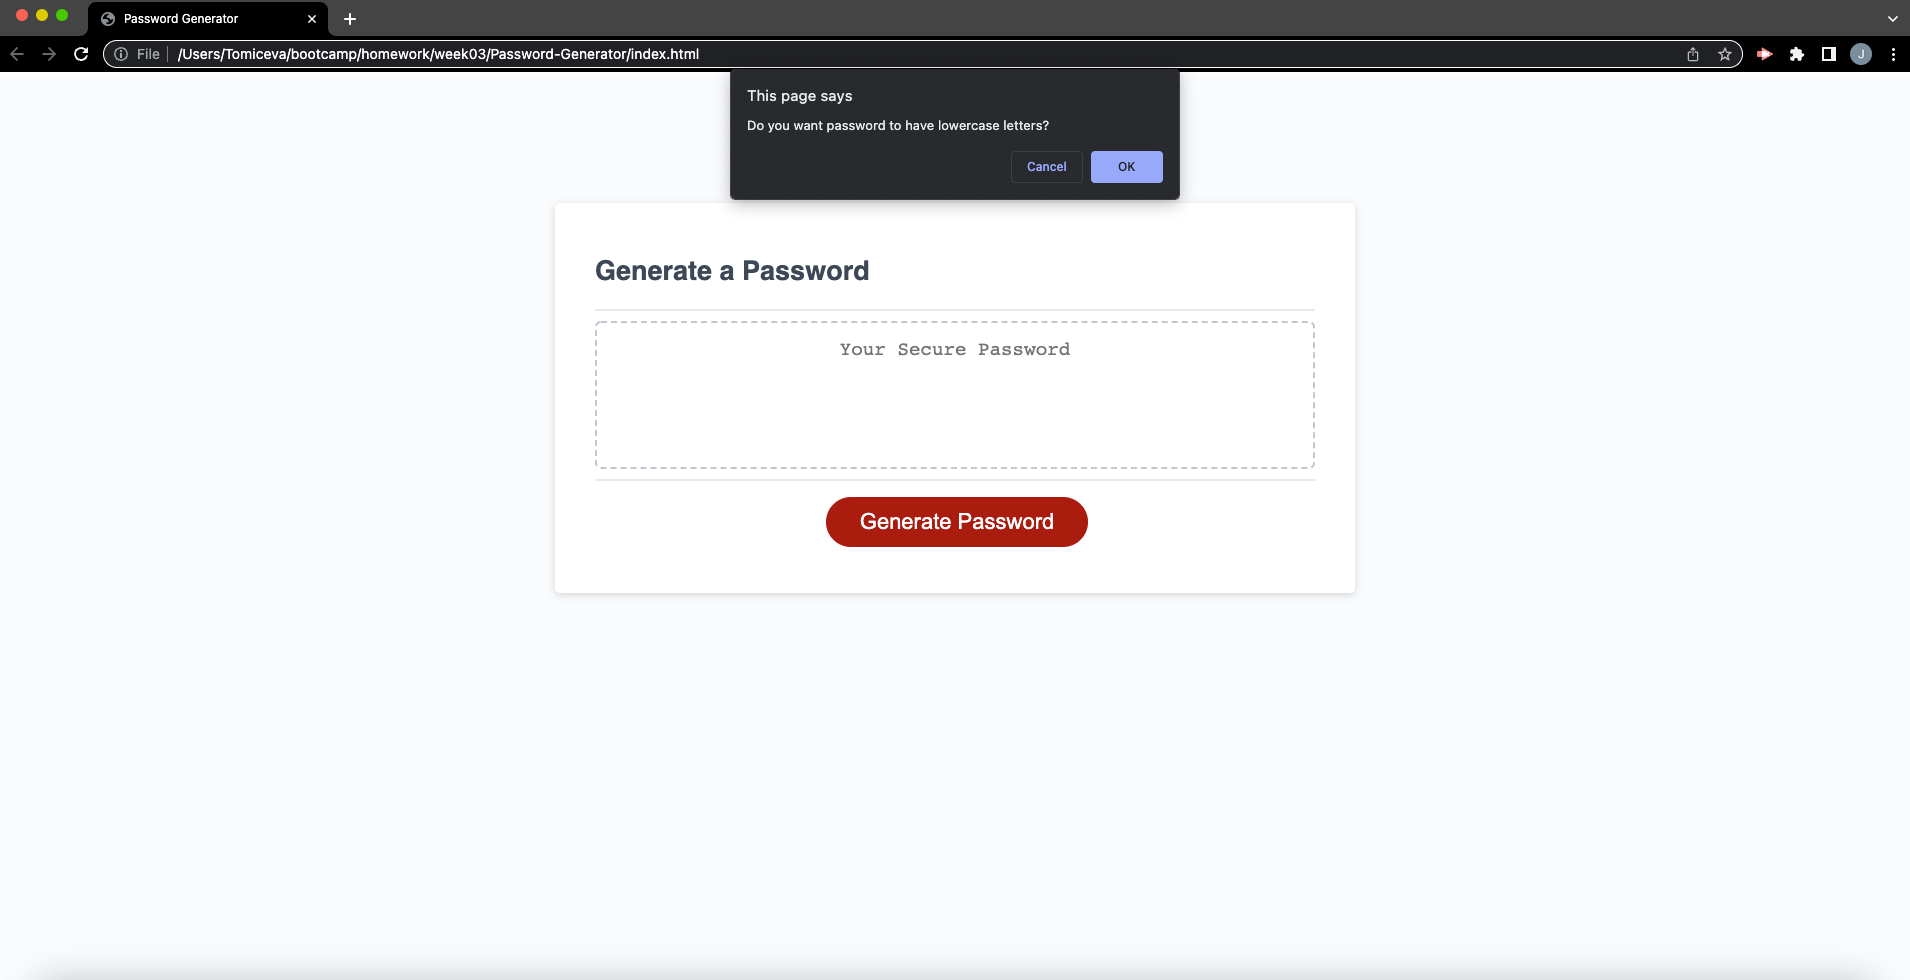 Password Generator
File /Users/Tomiceva/bootcamp/homework/week03/Password-Generator/index.html
J
This page says
Do you want password to have lowercase letters?
Cancel OK
Generate a Password
Your Secure Password
Generate Password